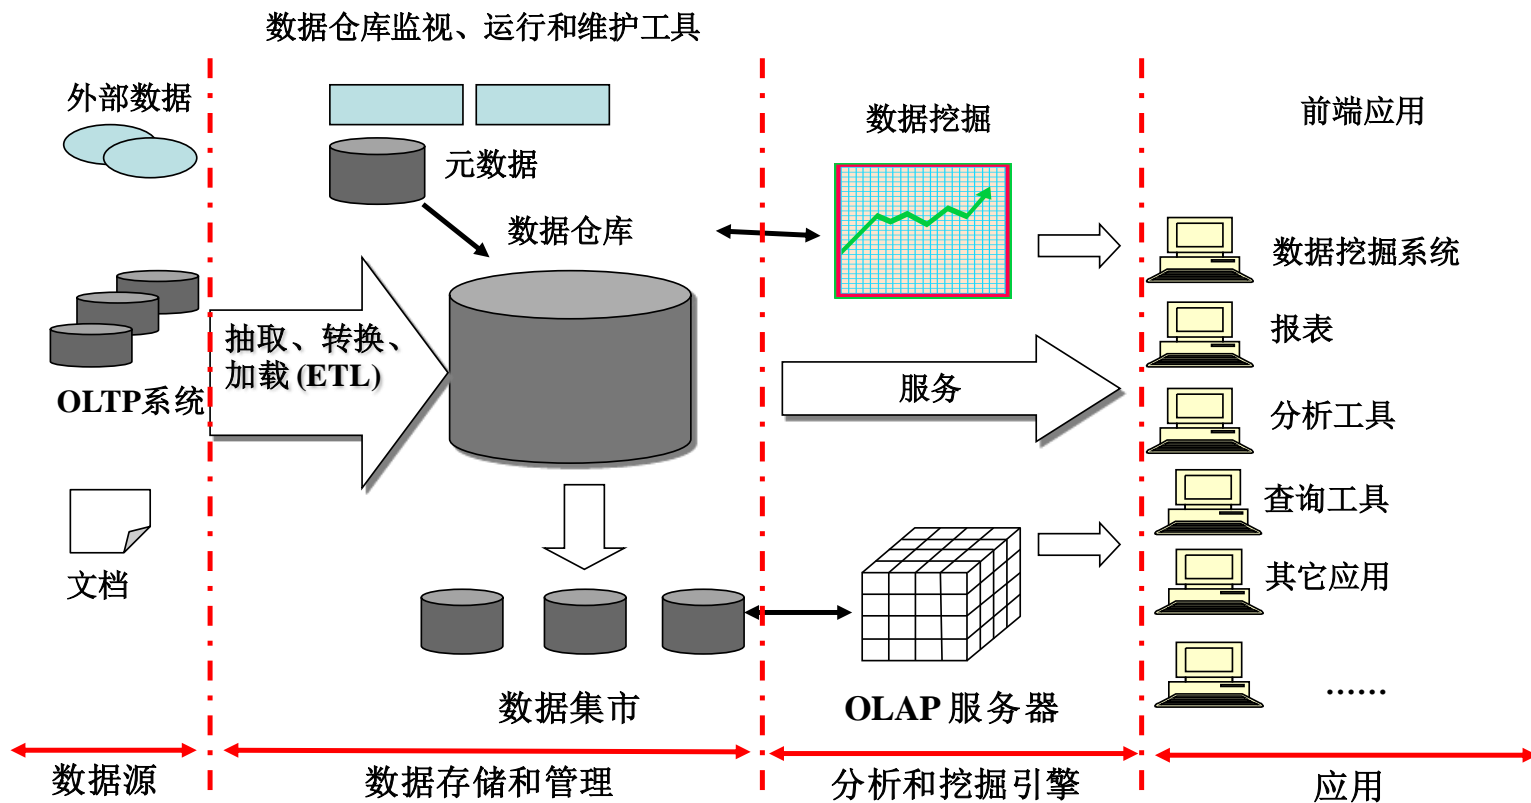 数据仓库监视、运行和维护工具
外部数据
OLTP系统
文档
元数据
数据仓库
抽取、转换、
加载 (ETL)
数据集市
数据挖掘
服务
OLAP 服务器
前端应用
数据挖掘系统
报表
分析工具
查询工具
其它应用
……
数据源
数据存储和管理
分析和挖掘引擎
应用